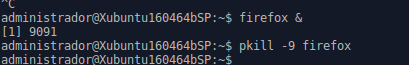 ^C
administrador@Xubuntu160464bSP:~$ firefox &
[1] 9091
administrador@Xubuntu160464bSP:~$ pkill -9 firefox
administrador@Xubuntu160464bSP:~$